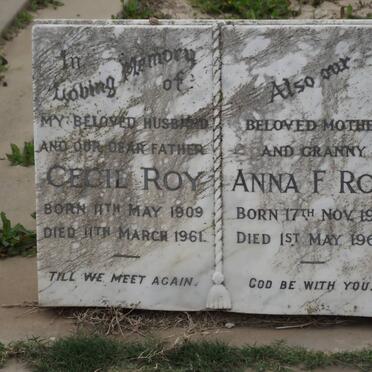 In Loving Memory
of
MY BELOVED HUSBAND
AND OUR DEAR FATHER
CECIL ROY
BORN 11TH MAY 1909
DIED 11TH MARCH 1961.
TILL WE MEET AGAIN.
Also our
BELOVED MOTHE
AND GRANNY
ANNA F RO
BORN 17TH NOV. 19
DIED 1ST MAY 196
GOD BE WITH YOU.